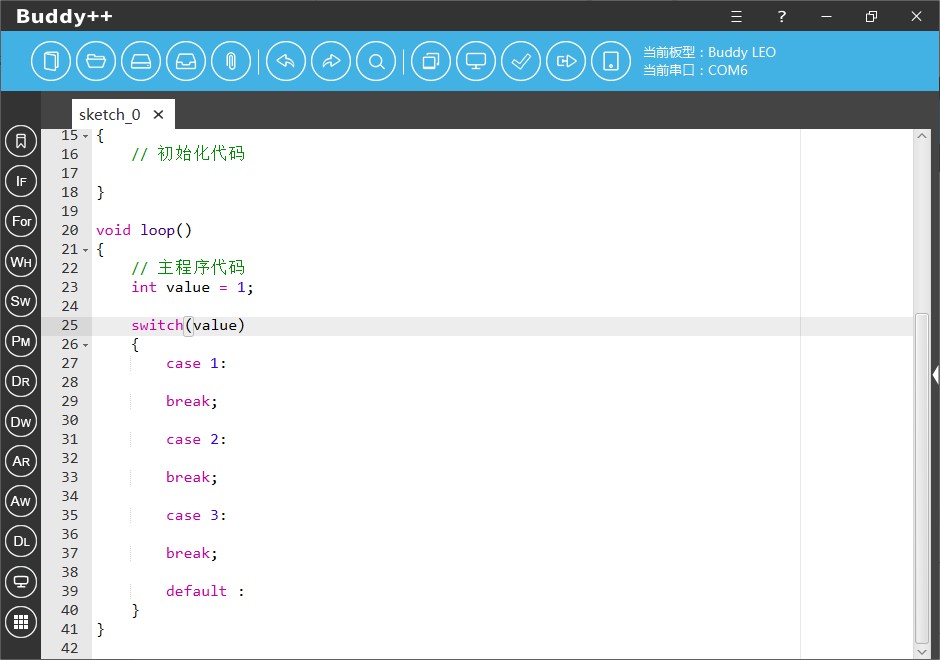 Buddy++
?
当前板型：Buddy LEO
当前串口：COM6
sketch_0 ×
IF
For
WH
SW
PM
DR
DW
AR
AW
DL
15 {
16 // 初始化代码
17
18 }
19
20 void loop()
21 {
22 // 主程序代码
23 int value = 1;
24
25 switch(value)
26 {
27 case 1:
28
29 break;
30
31 case 2:
32
33 break;
34
35 case 3:
36
37 break;
38
39 default :
40 }
41 }
42